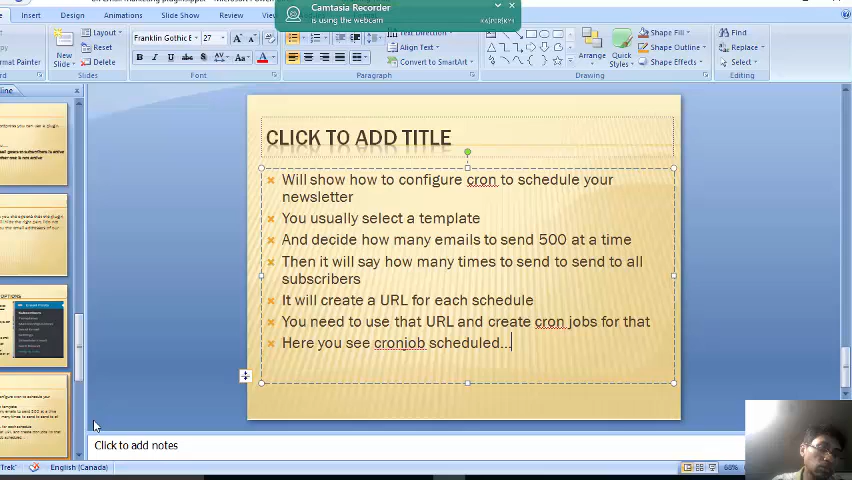 Camtasia Recorder
is using the webcam
Insert Design Animations Slide Show Review
Layout
Reset
Delete
New
Slide
Format Painter
Slides
Franklin Gothic E
27
Font
Text Direction
Align Text
Convert to SmartArt
Paragraph
Arrange
Quick
Styles
Shape Fill
Shape Outline
Shape Effects
Drawing
Find
Replace
Select
Editing
CLICK TO ADD TITLE
Will show how to configure cron to schedule your
newsletter
You usually select a template
And decide how many emails to send 500 at a time
Then it will say how many times to send to send to all
subscribers
It will create a URL for each schedule
You need to use that URL and create cron jobs for that
Here you see cronjob scheduled...
Click to add notes
Trek"
English (Canada)
68%